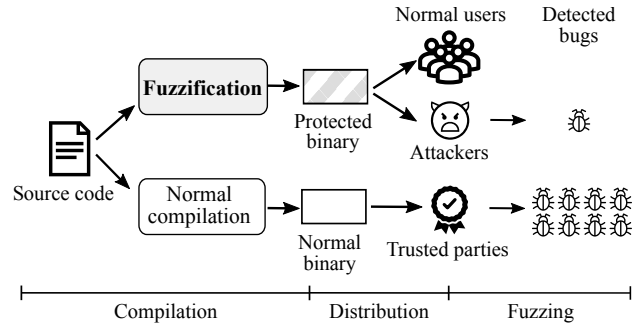 Normal users
Detected
bugs
Fuzzification
Protected
binary
Attackers
Source code
Normal
compilation
Normal
binary
Trusted parties
Compilation
Distribution
Fuzzing